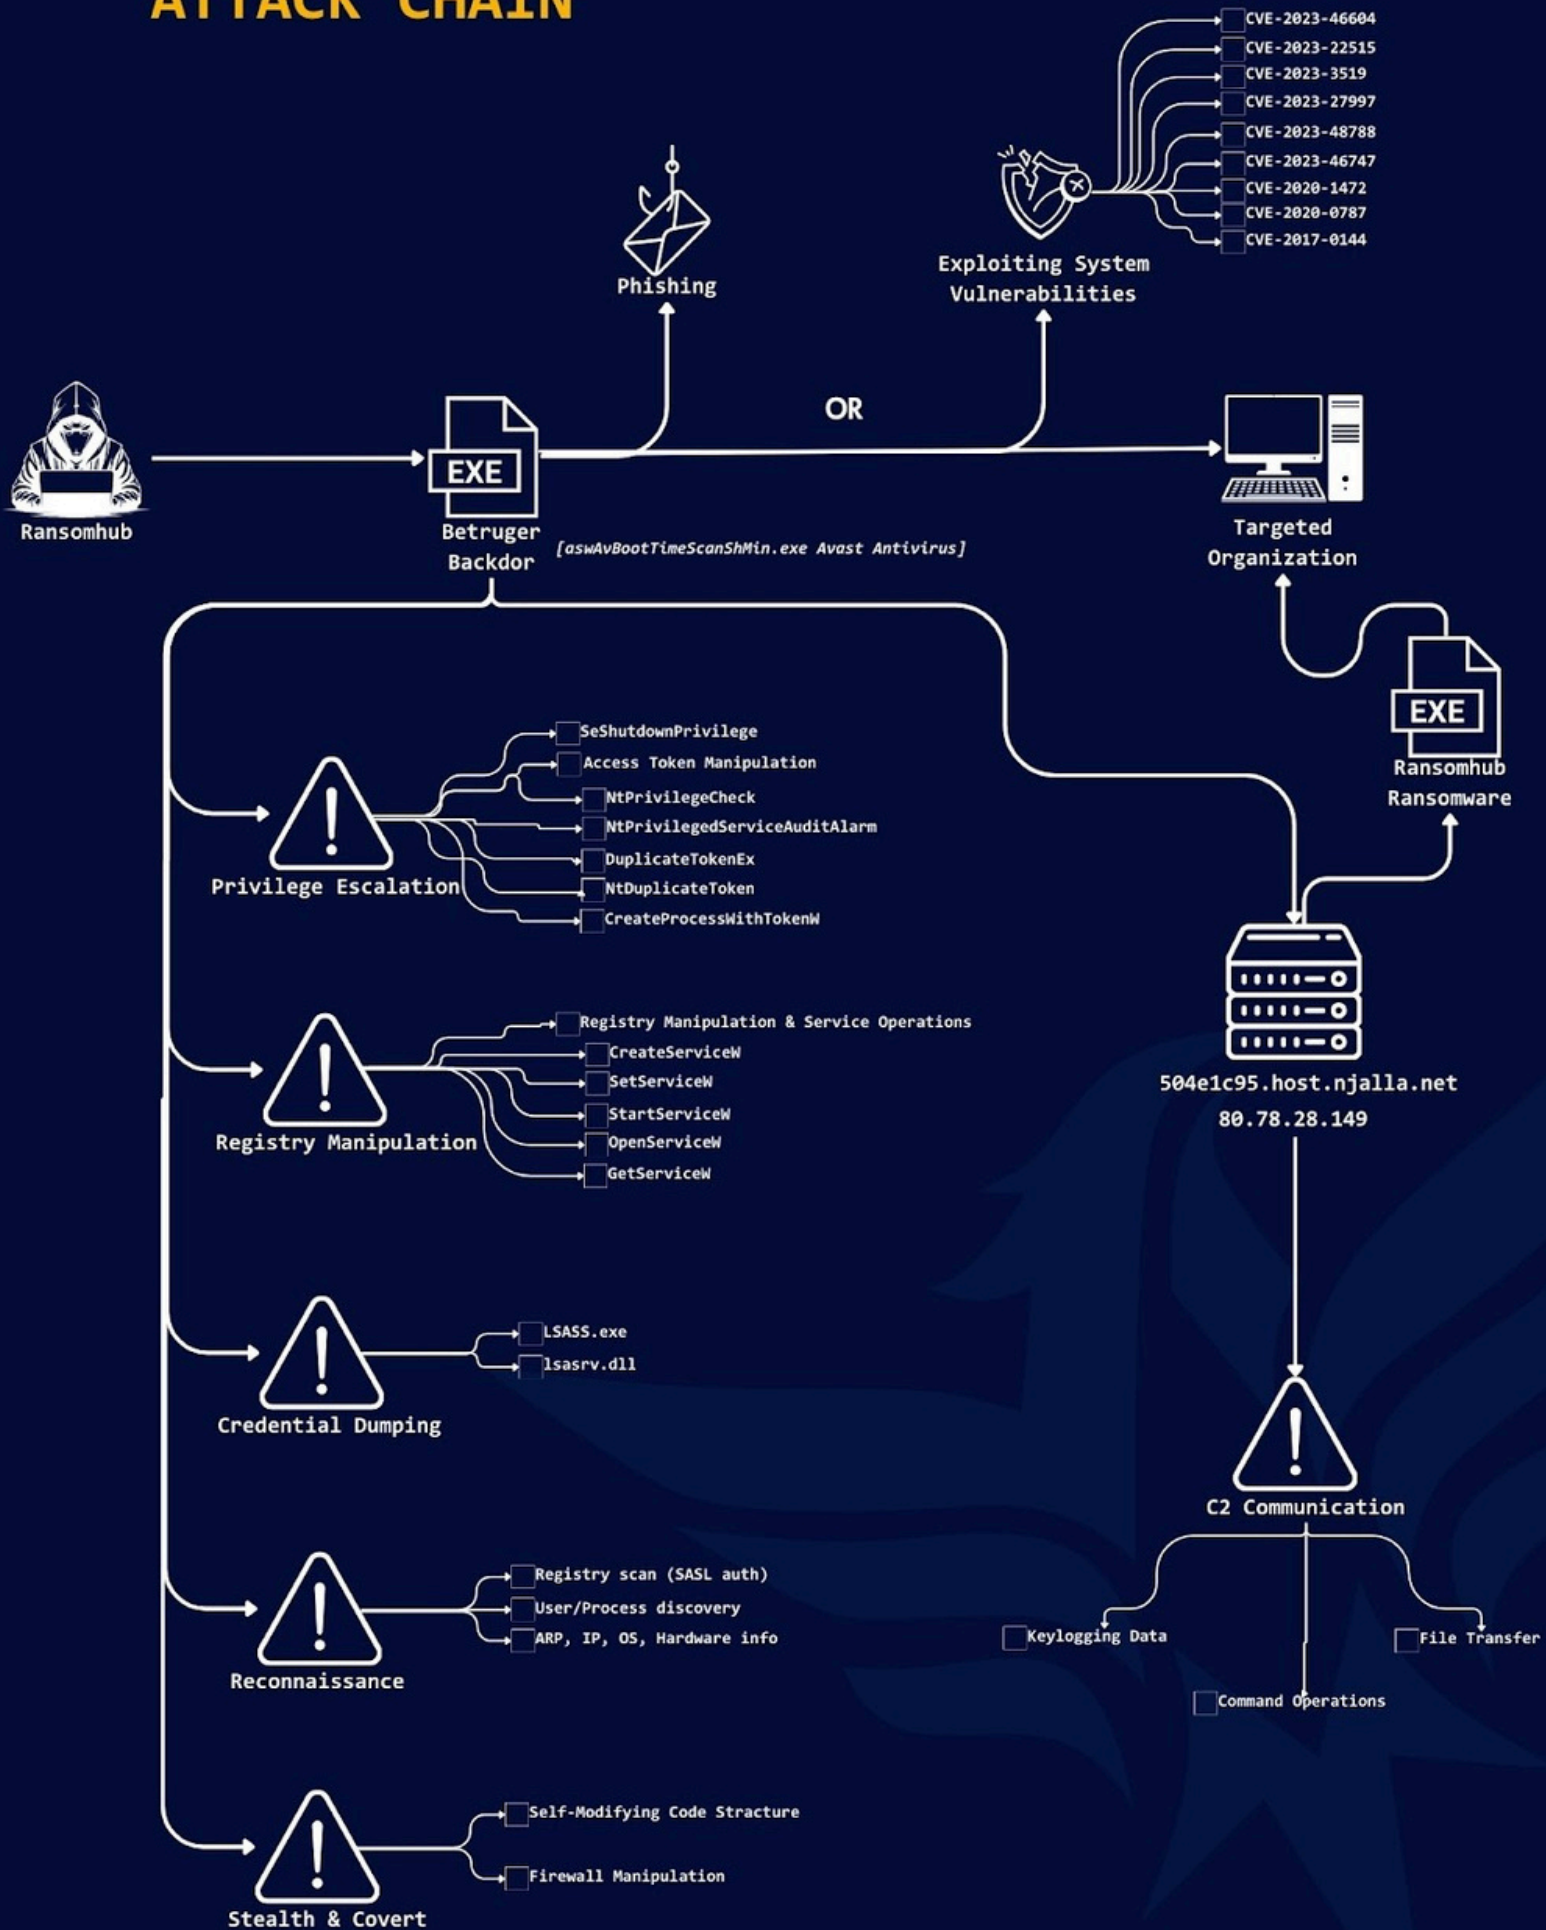 ATTACK CHAIN
CVE-2023-46604
CVE-2023-22515
CVE-2023-3519
CVE-2023-27997
CVE-2023-48788
CVE-2023-46747
CVE-2020-1472
CVE-2020-0787
CVE-2017-0144
Phishing
Exploiting System
Vulnerabilities
OR
EXE
Ransomhub
Betruger
Backdor
[aswAvBootTimeScanShMin.exe Avast Antivirus]
Targeted
Organization
EXE
Ransomhub
Ransomware
SeShutdownPrivilege
Access Token Manipulation
NtPrivilegeCheck
NtPrivilegedServiceAuditAlarm
DuplicateTokenEx
NtDuplicateToken
CreateProcessWithTokenW
Privilege Escalation
Registry Manipulation & Service Operations
CreateServiceW
SetServiceW
StartServiceW
OpenServiceW
GetServiceW
Registry Manipulation
504e1c95.host.njalla.net
80.78.28.149
LSASS.exe
lsasrv.dll
Credential Dumping
C2 Communication
Keylogging Data
File Transfer
Command Operations
Registry scan (SASL auth)
User/Process discovery
ARP, IP, OS, Hardware info
Reconnaissance
Self-Modifying Code Stracture
Firewall Manipulation
Stealth & Covert